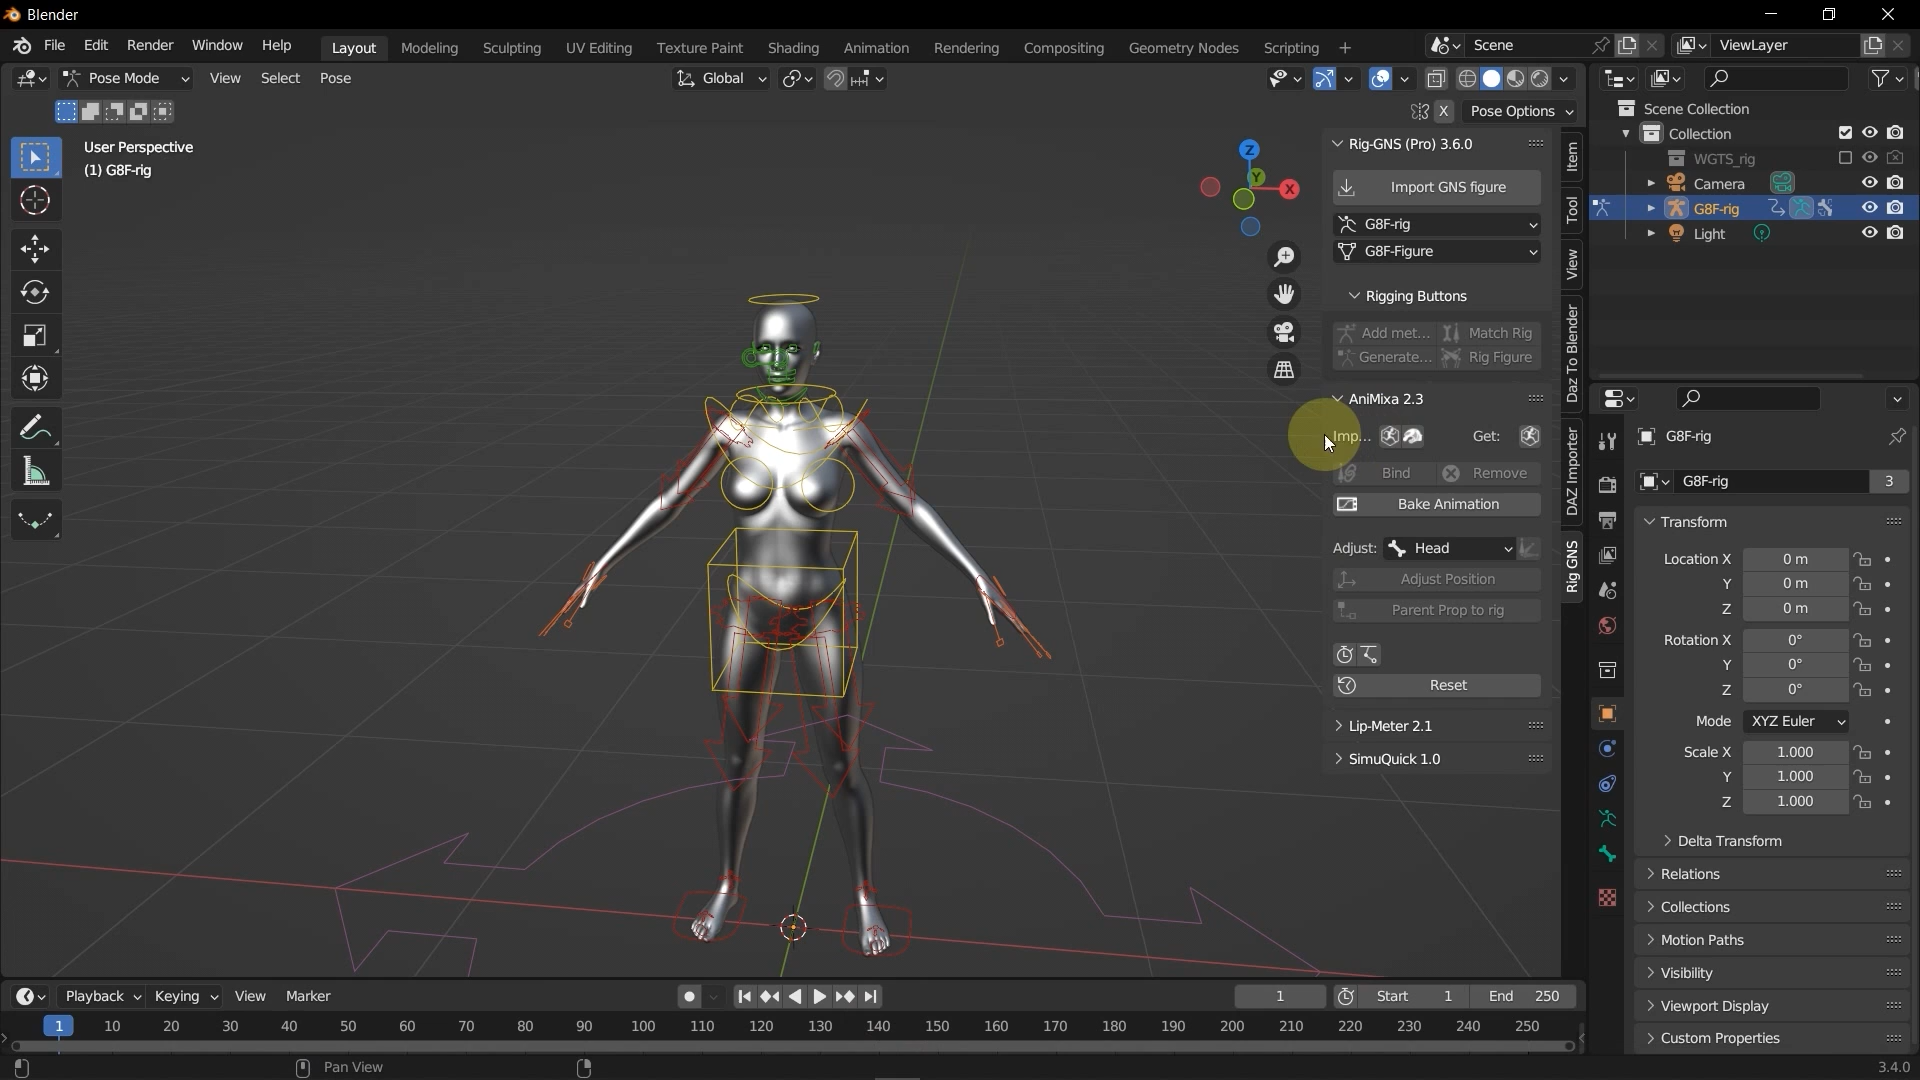 Blender
File Edit Render Window Help
Layout Modeling Sculpting UV Editing Texture Paint Shading Animation Rendering Compositing Geometry Nodes Scripting +
Scene
ViewLayer
Pose Mode View Select Pose
Global
X Pose Options
User Perspective
(1) G8F-rig
Z
Y
X
Rig-GNS (Pro) 3.6.0
Import GNS figure
G8F-rig
G8F-Figure
Rigging Buttons
Add met... Match Rig
Generate... Rig Figure
AniMixa 2.3
Imp... Get:
Bind Remove
Bake Animation
Adjust: Head
Adjust Position
Parent Prop to rig
Reset
Lip-Meter 2.1
SimuQuick 1.0
Item
Tool
View
Daz To Blender
DAZ Importer
Rig GNS
Scene Collection
Collection
WGTS_rig
Camera
G8F-rig
Light
G8F-rig
G8F-rig 3
Transform
Location X 0 m
Y 0 m
Z 0 m
Rotation X 0°
Y 0°
Z 0°
Mode XYZ Euler
Scale X 1.000
Y 1.000
Z 1.000
Delta Transform
Relations
Collections
Motion Paths
Visibility
Viewport Display
Custom Properties
Playback Keying View Marker
1 Start 1 End 250
1 10 20 30 40 50 60 70 80 90 100 110 120 130 140 150 160 170 180 190 200 210 220 230 240 250
Pan View
3.4.0